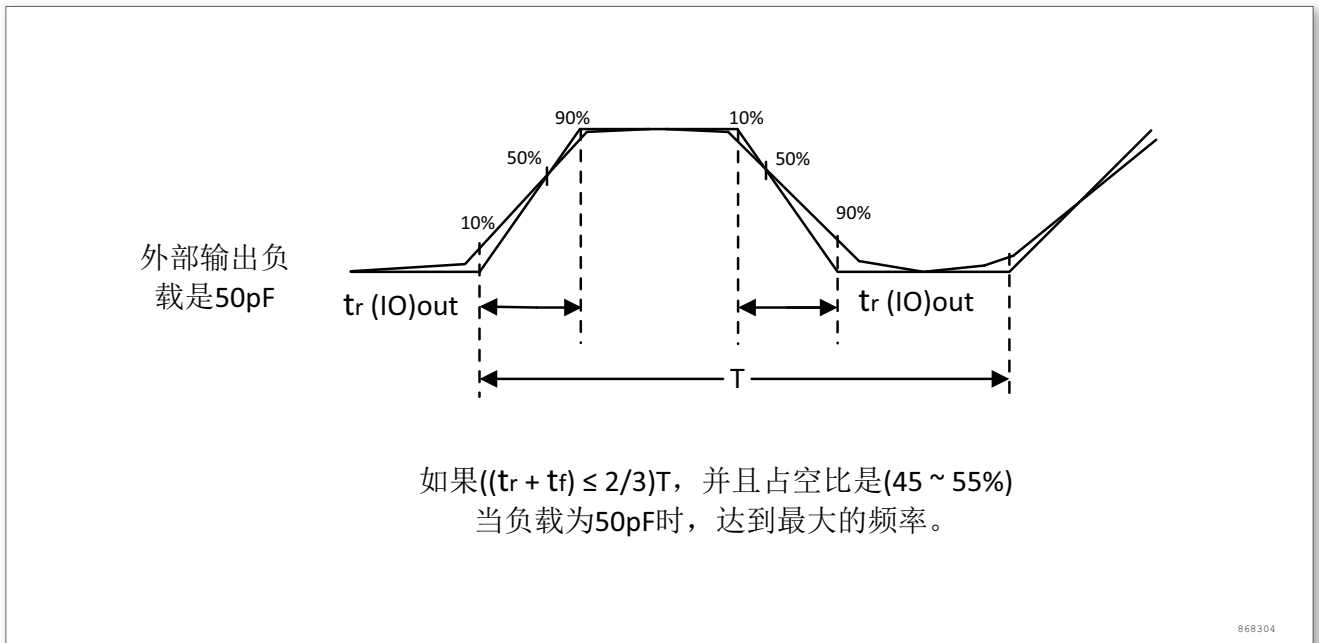 90%
10%
50%
50%
10%
90%
外部输出负
载是50pF
tr (IO)out
tr (IO)out
T
如果((tr + tf) ≤ 2/3)T，并且占空比是(45 ~ 55%)
当负载为50pF时，达到最大的频率。
868304